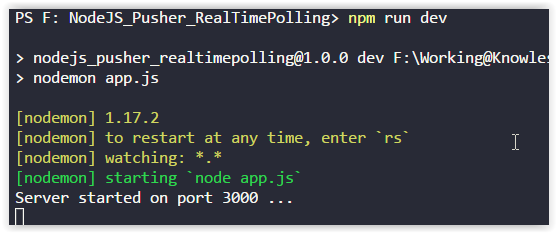 PS F: NodeJS_Pusher_RealTimePolling> npm run dev
> nodejs_pusher_realtimepolling@1.0.0 dev F:\Working@Knowles
> nodemon app.js
[nodemon] 1.17.2
[nodemon] to restart at any time, enter `rs`
[nodemon] watching: *.*
[nodemon] starting `node app.js`
Server started on port 3000 ...